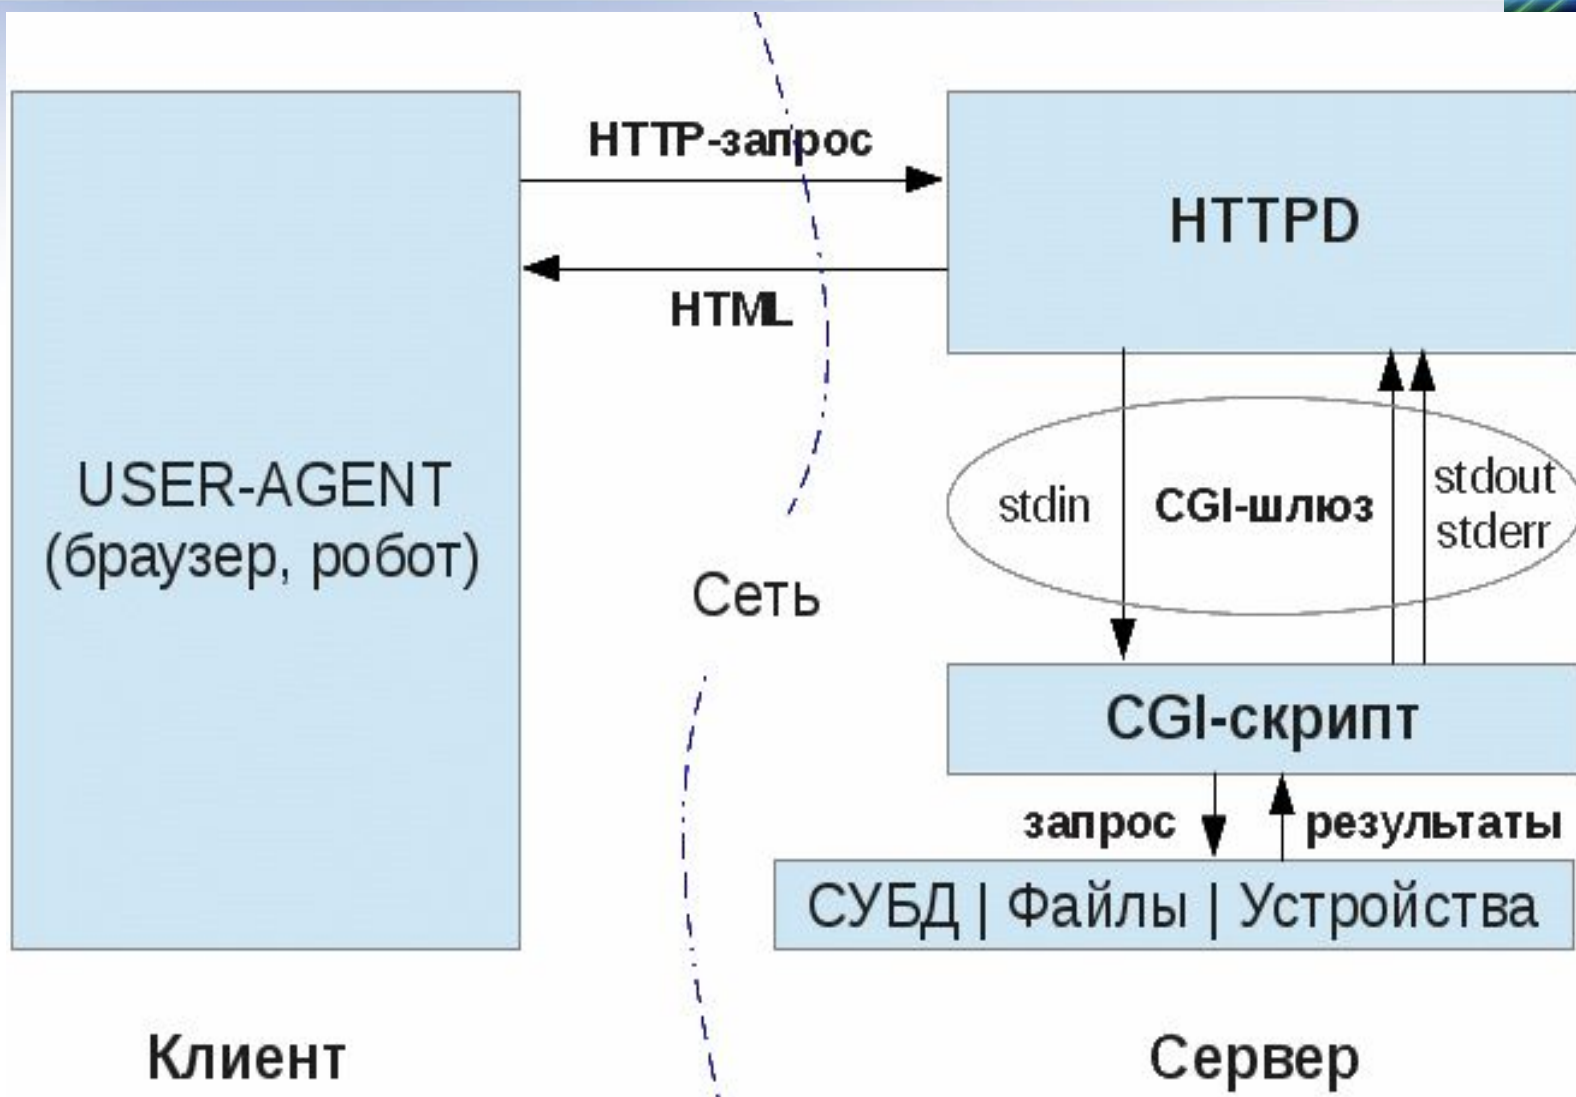 HTTP-запрос
HTTPD
HTML
USER-AGENT
(браузер, робот)
Сеть
stdin
CGI-шлюз
stdout
stderr
CGI-скрипт
запрос
результаты
СУБД | Файлы | Устройства
Клиент
Сервер